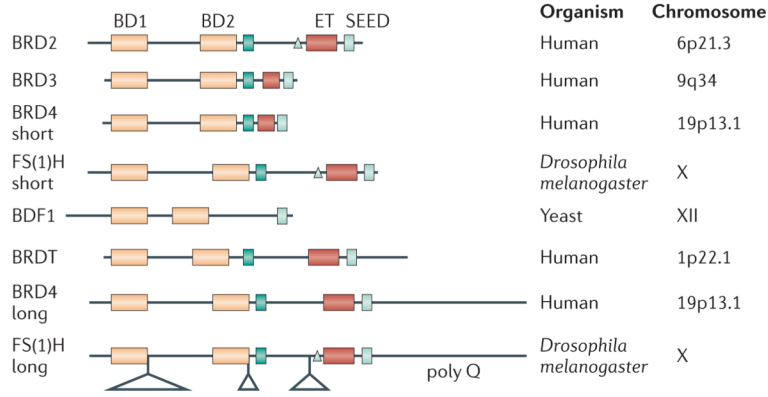 BD1 BD2 ET SEED Organism Chromosome
BRD2 Human 6p21.3
BRD3 Human 9q34
BRD4
short Human 19p13.1
FS(1)H
short Drosophila
melanogaster X
BDF1 Yeast XII
BRDT Human 1p22.1
BRD4
long Human 19p13.1
FS(1)H
long Drosophila
melanogaster X
poly Q